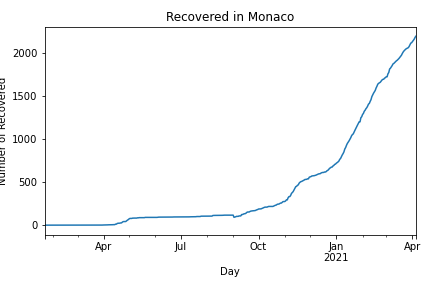 Recovered in Monaco
Number of Recovered
2000
1500
1000
500
0
Apr
Jul
Oct
Jan
2021
Apr
Day